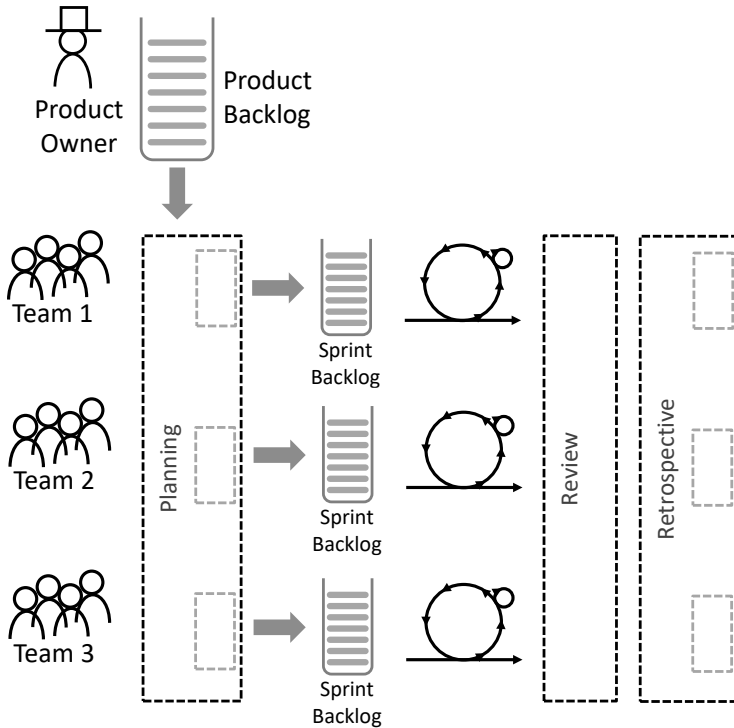 Product
Owner
Product
Backlog
Team 1
Sprint
Backlog
Team 2
Planning
Sprint
Backlog
Review
Retrospective
Team 3
Sprint
Backlog